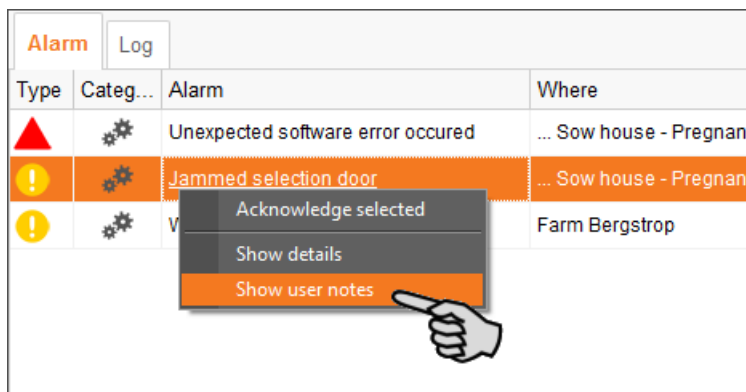 Alarm Log
Type Categ... Alarm Where
Unexpected software error occured ... Sow house - Pregnan
Jammed selection door ... Sow house - Pregnan
Farm Bergstrop
Acknowledge selected
Show details
Show user notes